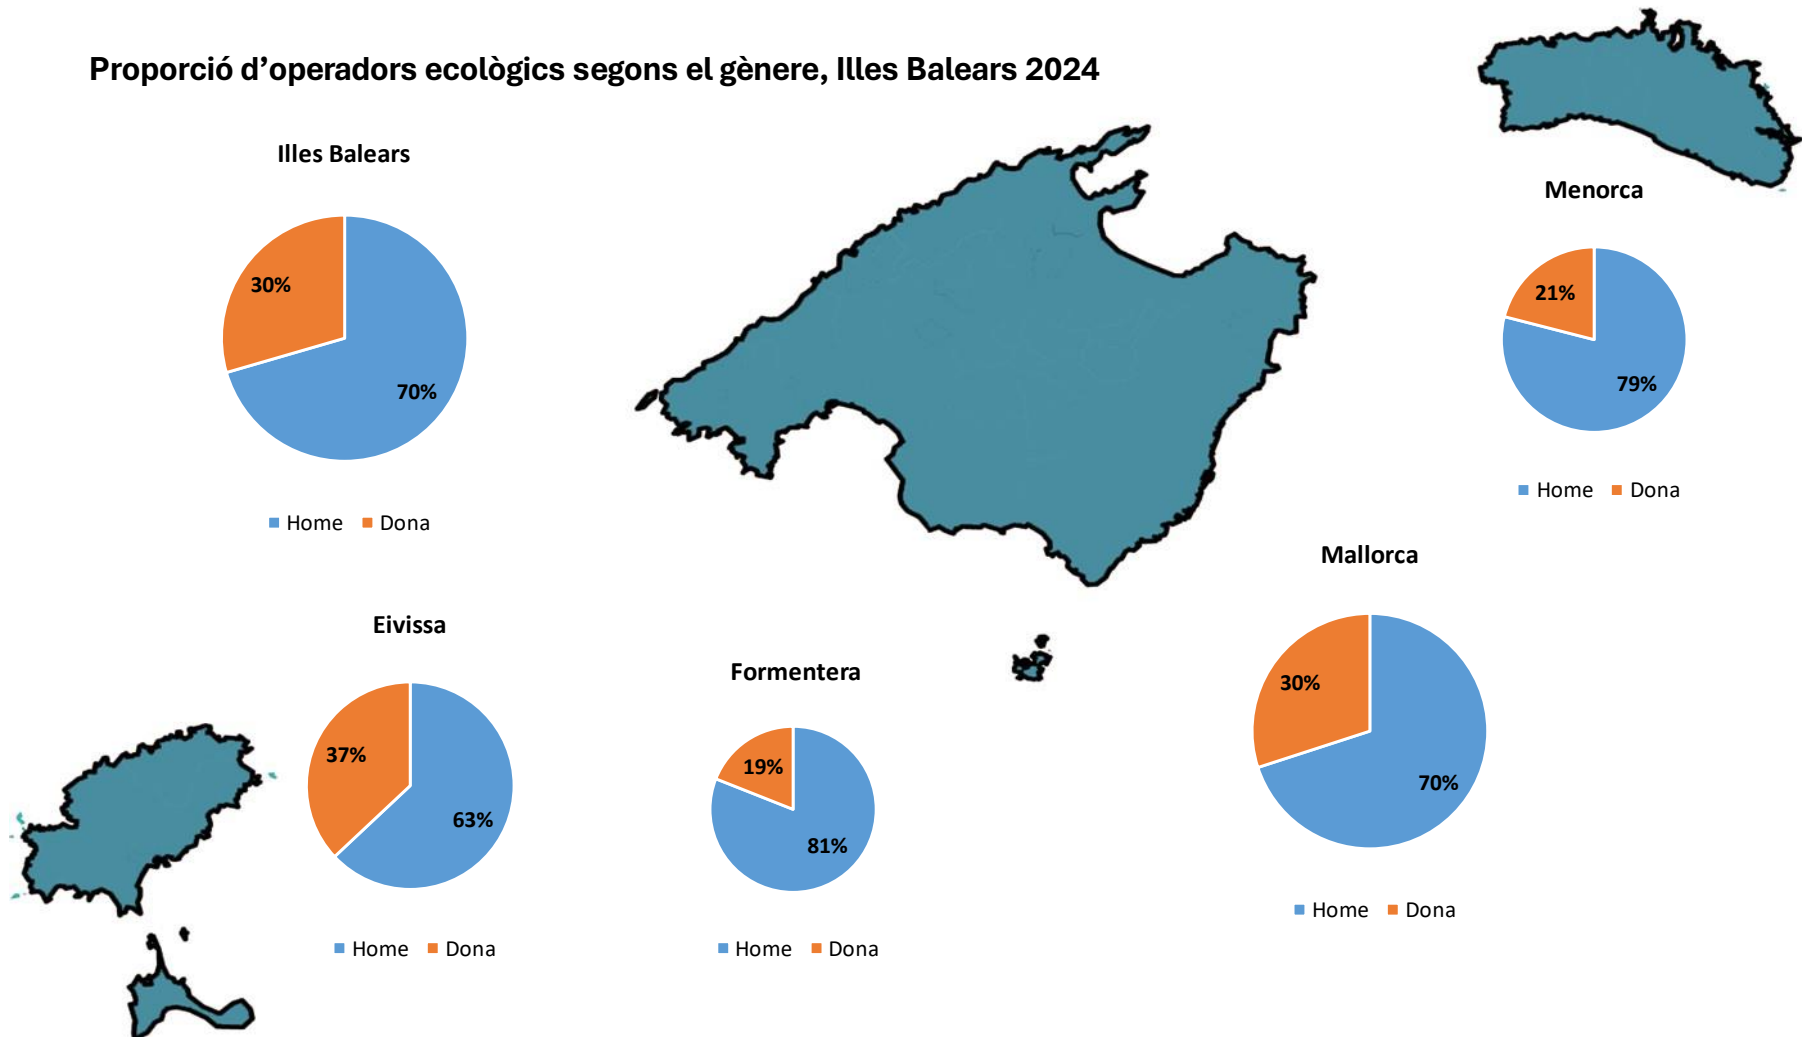 Proporció d’operadors ecològics segons el gènere, Illes Balears 2024
Illes Balears
30%
70%
Home Dona
Menorca
21%
79%
Home Dona
Mallorca
30%
70%
Home Dona
Eivissa
37%
63%
Home Dona
Formentera
19%
81%
Home Dona